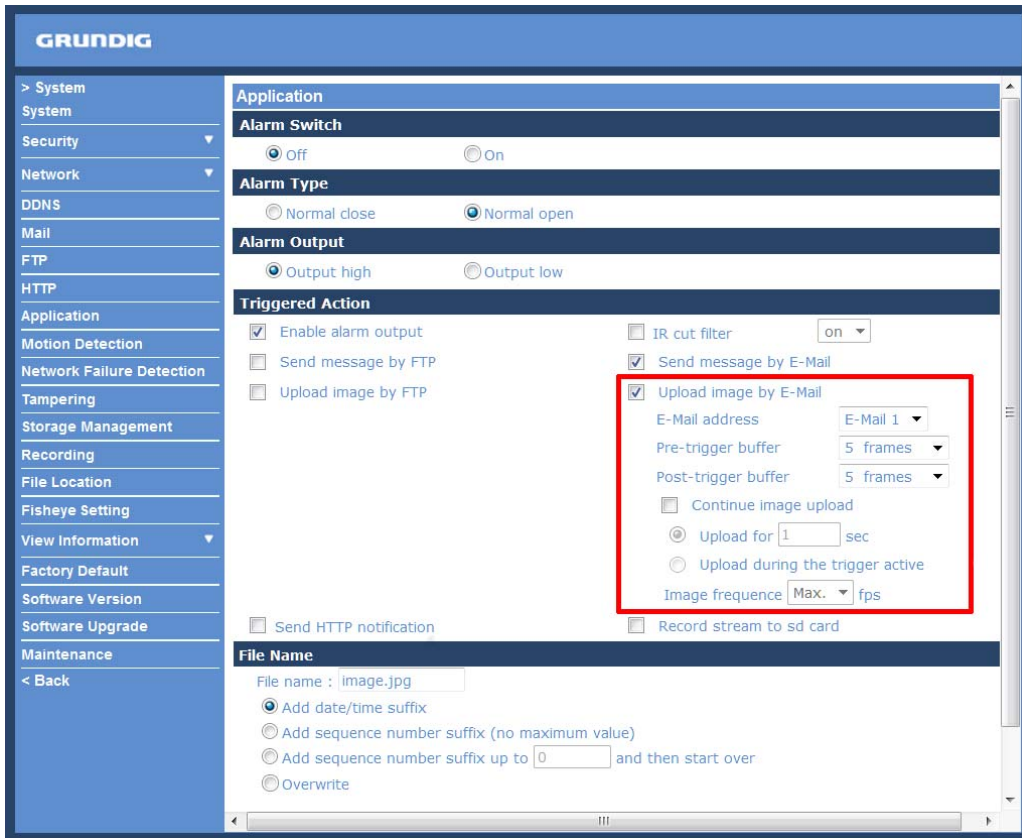 GRUNDIG
> System
System
Security
Network
DDNS
Mail
FTP
HTTP
Application
Motion Detection
Network Failure Detection
Tampering
Storage Management
Recording
File Location
Fisheye Setting
View Information
Factory Default
Software Version
Software Upgrade
Maintenance
< Back
Application
Alarm Switch
Off On
Alarm Type
Normal close Normal open
Alarm Output
Output high Output low
Triggered Action
Enable alarm output IR cut filter on
Send message by FTP Send message by E-Mail
Upload image by FTP Upload image by E-Mail
E-Mail address E-Mail 1
Pre-trigger buffer 5 frames
Post-trigger buffer 5 frames
Continue image upload
Upload for 1 sec
Upload during the trigger active
Image frequence Max. fps
Send HTTP notification Record stream to sd card
File Name
File name : image.jpg
Add date/time suffix
Add sequence number suffix (no maximum value)
Add sequence number suffix up to 0 and then start over
Overwrite